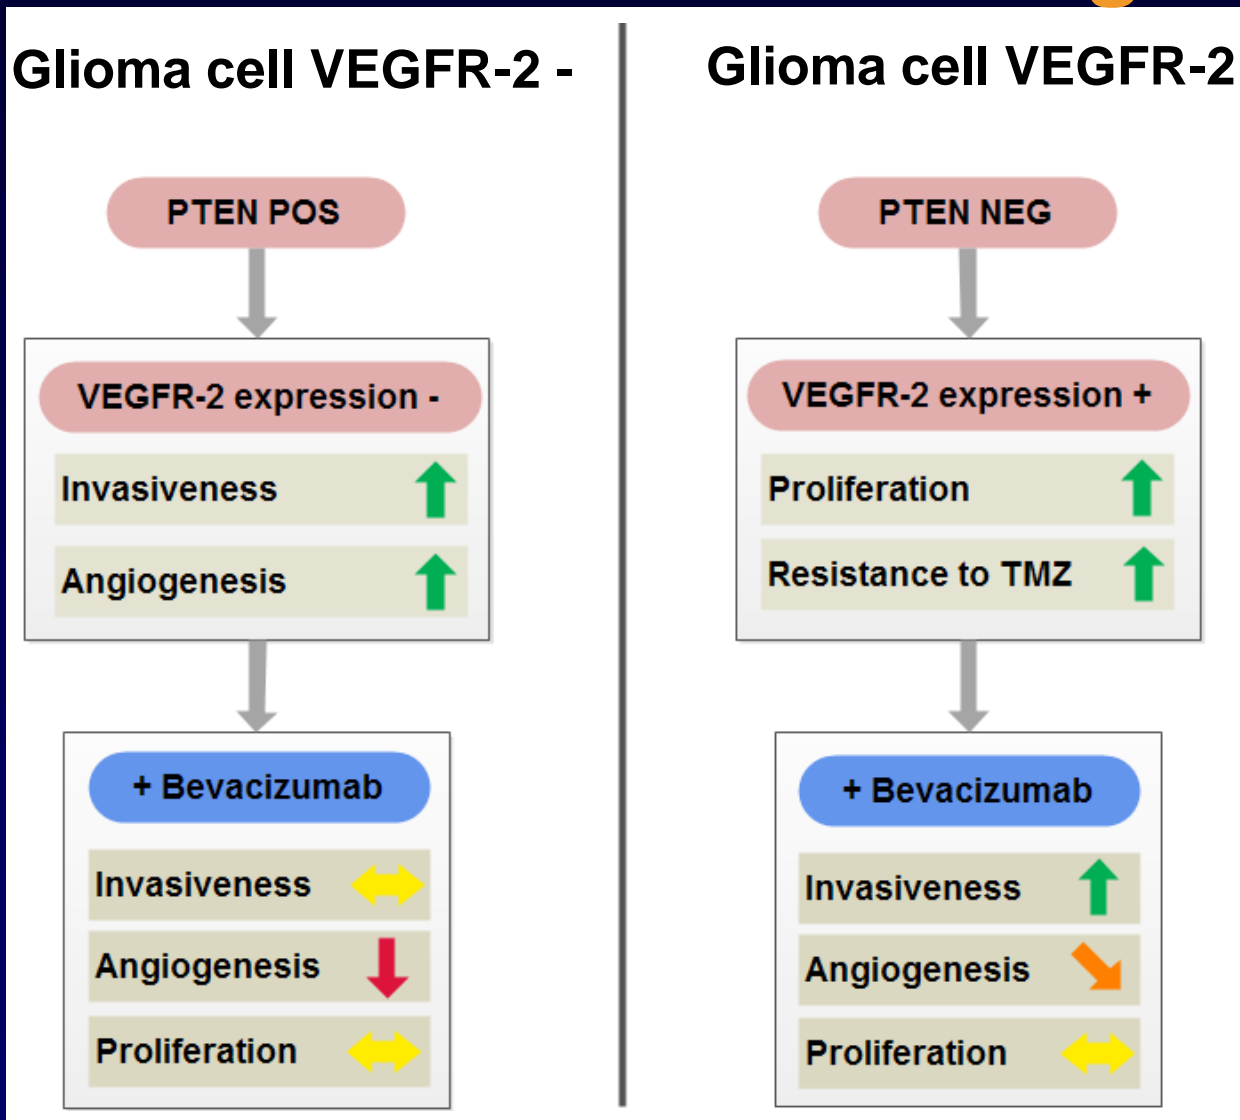 Glioma cell VEGFR-2 -
PTEN POS
VEGFR-2 expression -
Invasiveness
Angiogenesis
+ Bevacizumab
Invasiveness
Angiogenesis
Proliferation
Glioma cell VEGFR-2
PTEN NEG
VEGFR-2 expression +
Proliferation
Resistance to TMZ
+ Bevacizumab
Invasiveness
Angiogenesis
Proliferation